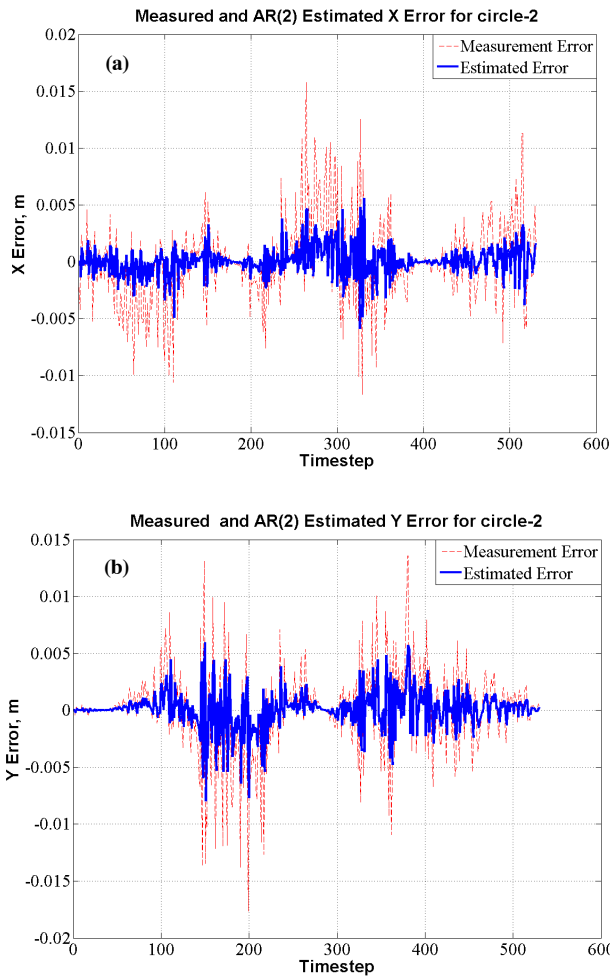 Measured and AR(2) Estimated X Error for circle-2
0.02
0.015
0.01
0.005
0
-0.005
-0.01
-0.015
X Error, m
(a)
Measurement Error
Estimated Error
0 100 200 300 400 500 600
Timestep
Measured and AR(2) Estimated Y Error for circle-2
0.015
0.01
0.005
0
-0.005
-0.01
-0.015
-0.02
Y Error, m
(b)
Measurement Error
Estimated Error
0 100 200 300 400 500 600
Timestep